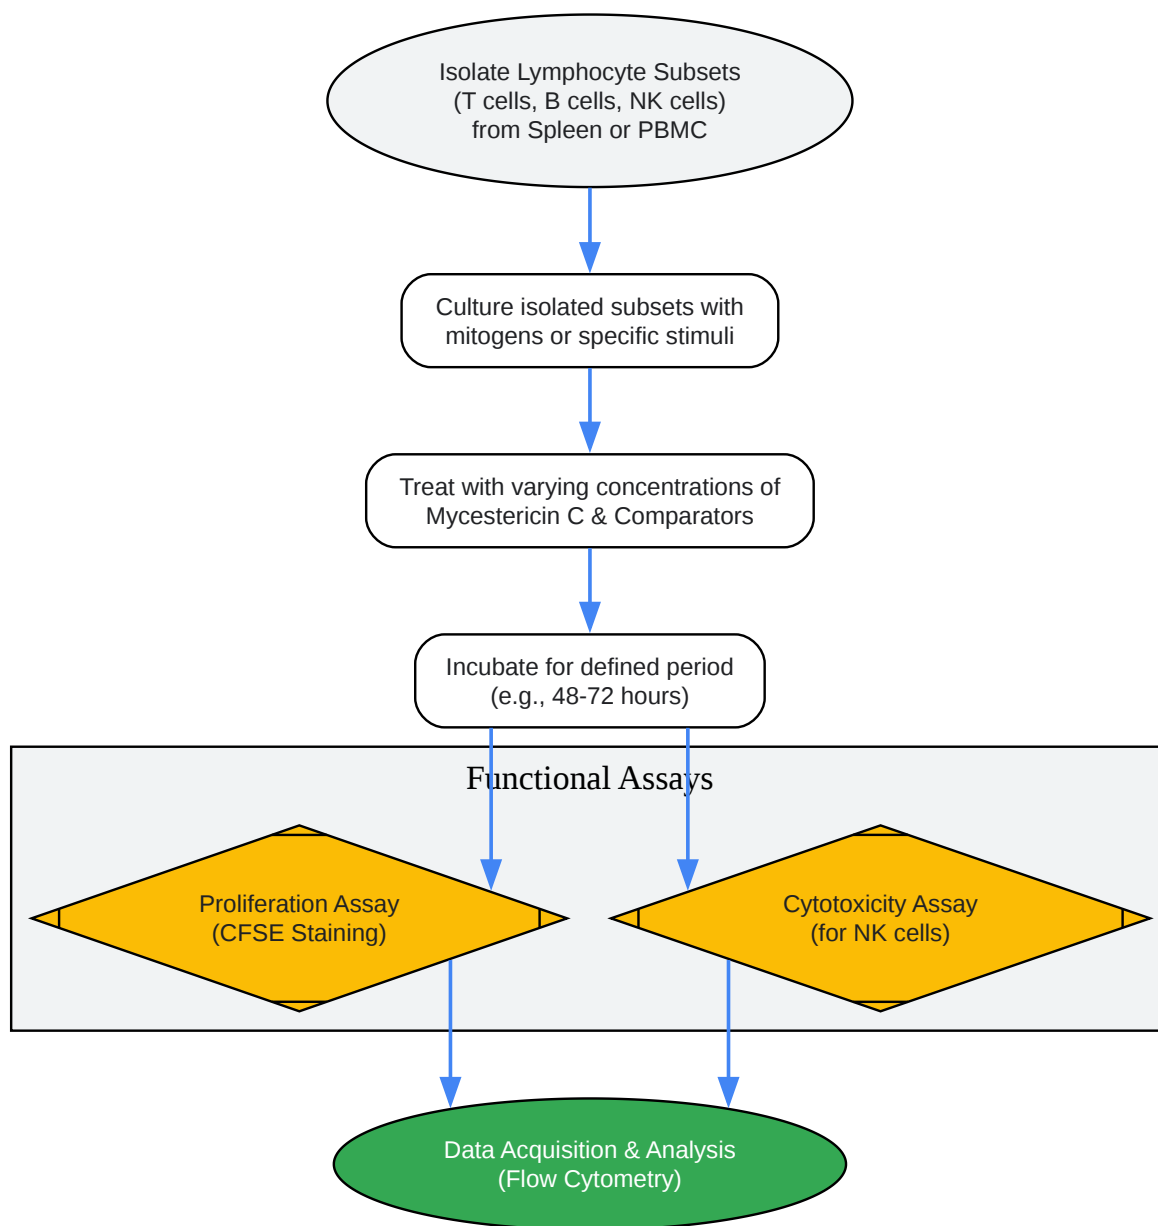 Isolate Lymphocyte Subsets
(T cells, B cells, NK cells)
from Spleen or PBMC
Culture isolated subsets with
mitogens or specific stimuli
Treat with varying concentrations of
Mycestericin C & Comparators
Incubate for defined period
(e.g., 48-72 hours)
Functional Assays
Proliferation Assay
(CFSE Staining)
Cytotoxicity Assay
(for NK cells)
Data Acquisition & Analysis
(Flow Cytometry)